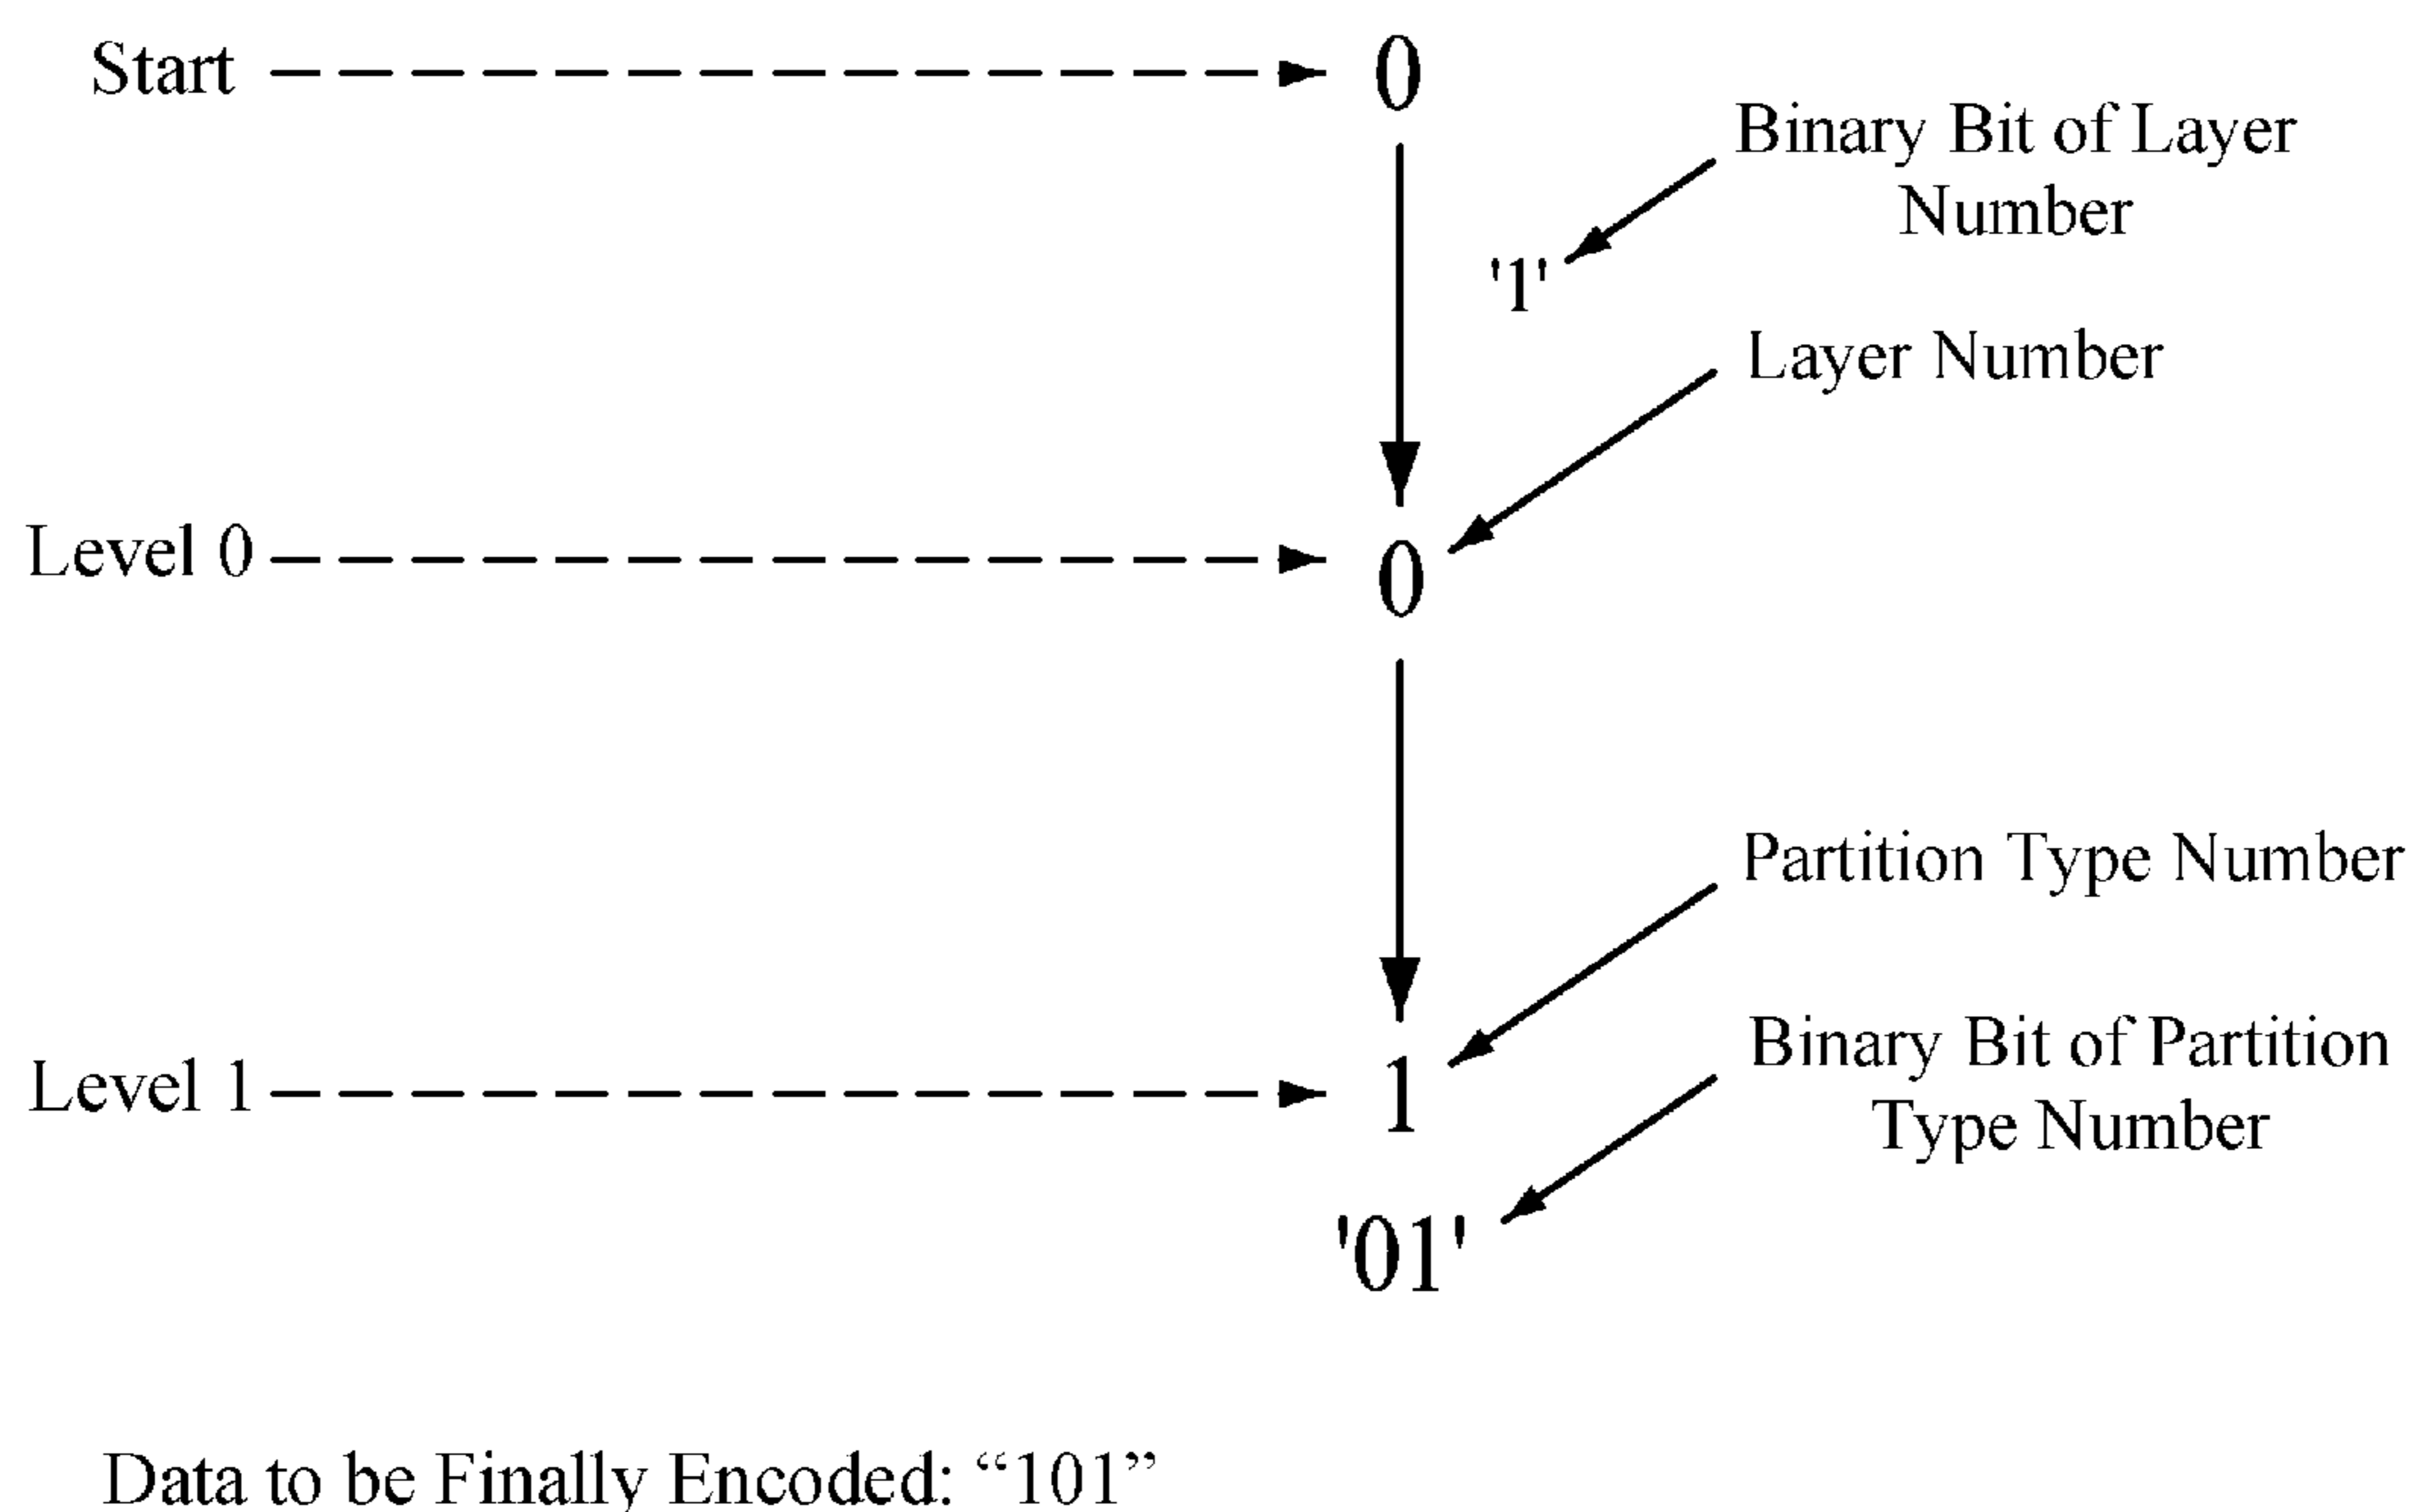 Start
0
Binary Bit of Layer
Number
'1'
Layer Number
Level 0
0
Partition Type Number
Level 1
1
Binary Bit of Partition
Type Number
'01'
Data to be Finally Encoded: “101”